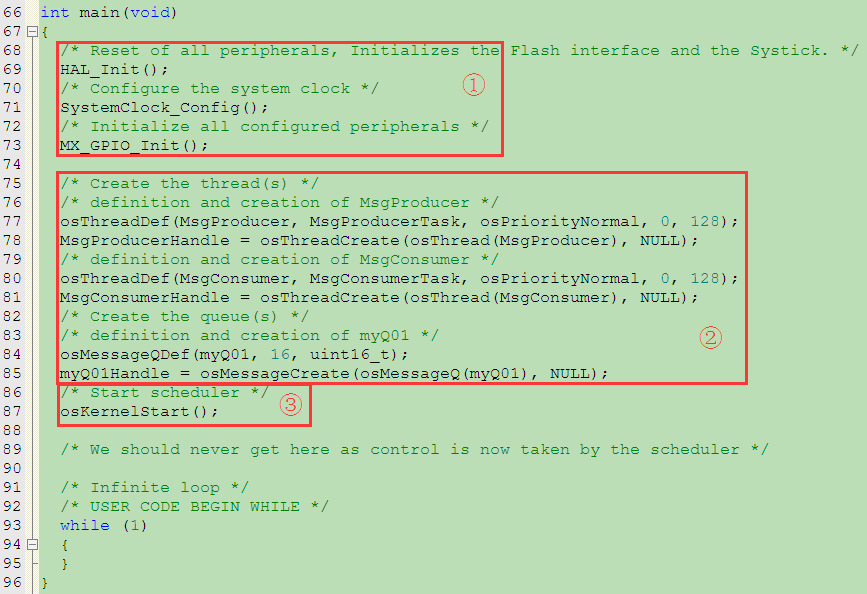 66 int main(void)
67 {
68 /* Reset of all peripherals, Initializes the Flash interface and the Systick. */
69 HAL_Init();
70 /* Configure the system clock */
71 SystemClock_Config();
72 /* Initialize all configured peripherals */
73 MX_GPIO_Init();
①
74
75 /* Create the thread(s) */
76 /* definition and creation of MsgProducer */
77 osThreadDef(MsgProducer, MsgProducerTask, osPriorityNormal, 0, 128);
78 MsgProducerHandle = osThreadCreate(osThread(MsgProducer), NULL);
79 /* definition and creation of MsgConsumer */
80 osThreadDef(MsgConsumer, MsgConsumerTask, osPriorityNormal, 0, 128);
81 MsgConsumerHandle = osThreadCreate(osThread(MsgConsumer), NULL);
82 /* Create the queue(s) */
83 /* definition and creation of myQ01 */
84 osMessageQDef(myQ01, 16, uint16_t);
85 myQ01Handle = osMessageCreate(osMessageQ(myQ01), NULL);
②
86 /* Start scheduler */
87 osKernelStart();
③
88
89 /* We should never get here as control is now taken by the scheduler */
90
91 /* Infinite loop */
92 /* USER CODE BEGIN WHILE */
93 while (1)
94 {
95 }
96 }